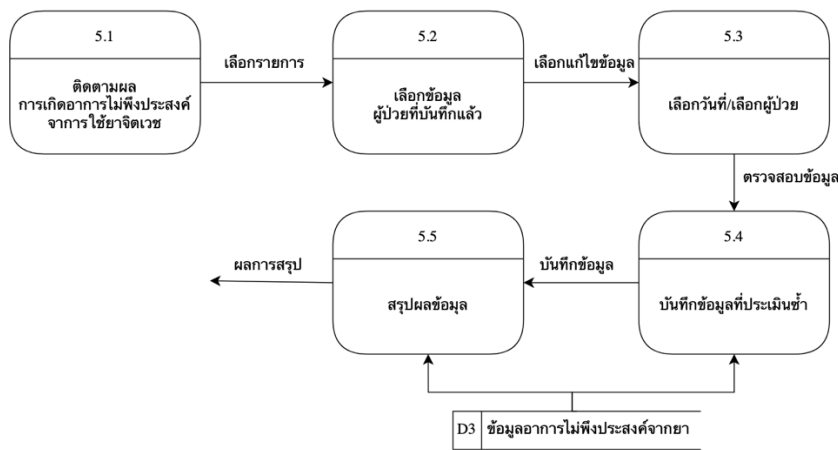 5.1
ติดตามผล
การเกิดอาการไม่พึงประสงค์
จาการใช้ยาจิตเวช
เลือกรายการ
5.2
เลือกข้อมูล
ผู้ป่วยที่บันทึกแล้ว
เลือกแก้ไขข้อมูล
5.3
เลือกวันที่/เลือกผู้ป่วย
ตรวจสอบข้อมูล
5.4
บันทึกข้อมูลที่ประเมินซ้ำ
บันทึกข้อมูล
5.5
สรุปผลข้อมุล
ผลการสรุป
D3 ข้อมูลอาการไม่พึงประสงค์จากยา